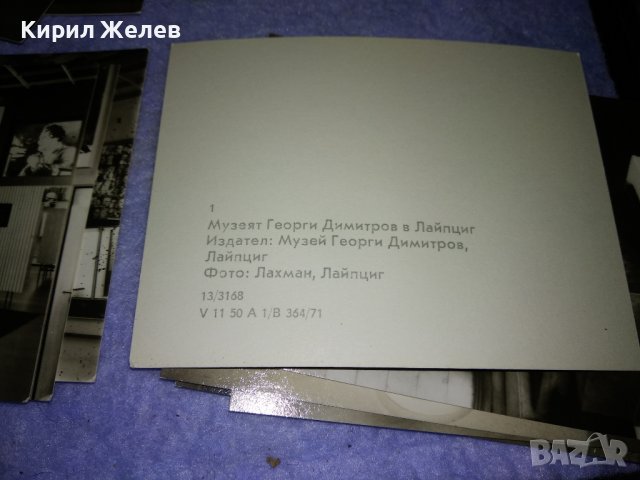 Кирил Желев
1
Музеят Георги Димитров в Лайпциг
Издател: Музей Георги Димитров,
Лайпциг
Фото: Лахман, Лайпциг
13/3168
V 11 50 A 1/B 364/71
BAZAR